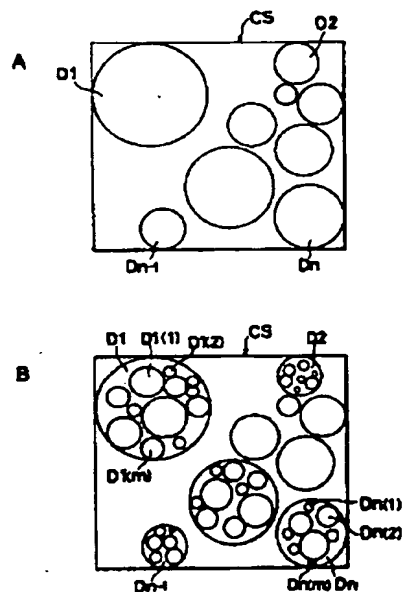 A
CS
D2
D1
Dn-1
Dn
B
CS
D1
D1(1)
D1(2)
D2
D1(m)
Dn(1)
Dn(2)
Dn-1
Dn(m)
Dn